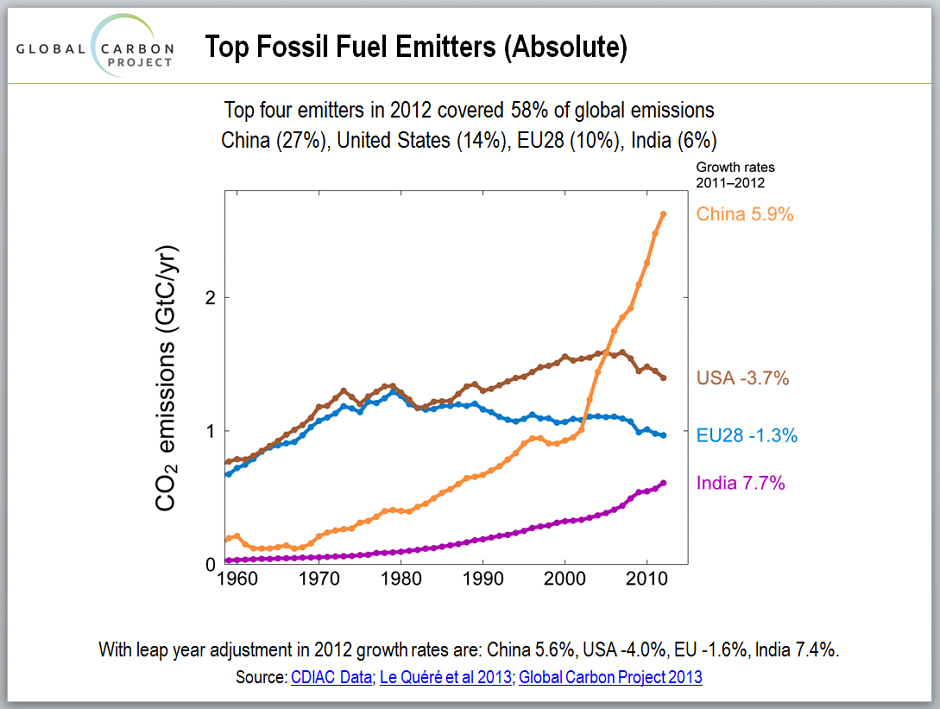 GLOBAL CARBON
PROJECT
Top Fossil Fuel Emitters (Absolute)
Top four emitters in 2012 covered 58% of global emissions
China (27%), United States (14%), EU28 (10%), India (6%)
Growth rates
2011–2012
China 5.9%
USA -3.7%
EU28 -1.3%
India 7.7%
CO2 emissions (GtC/yr)
2
1
0
1960 1970 1980 1990 2000 2010
With leap year adjustment in 2012 growth rates are: China 5.6%, USA -4.0%, EU -1.6%, India 7.4%.
Source: CDIAC Data; Le Quéré et al 2013; Global Carbon Project 2013